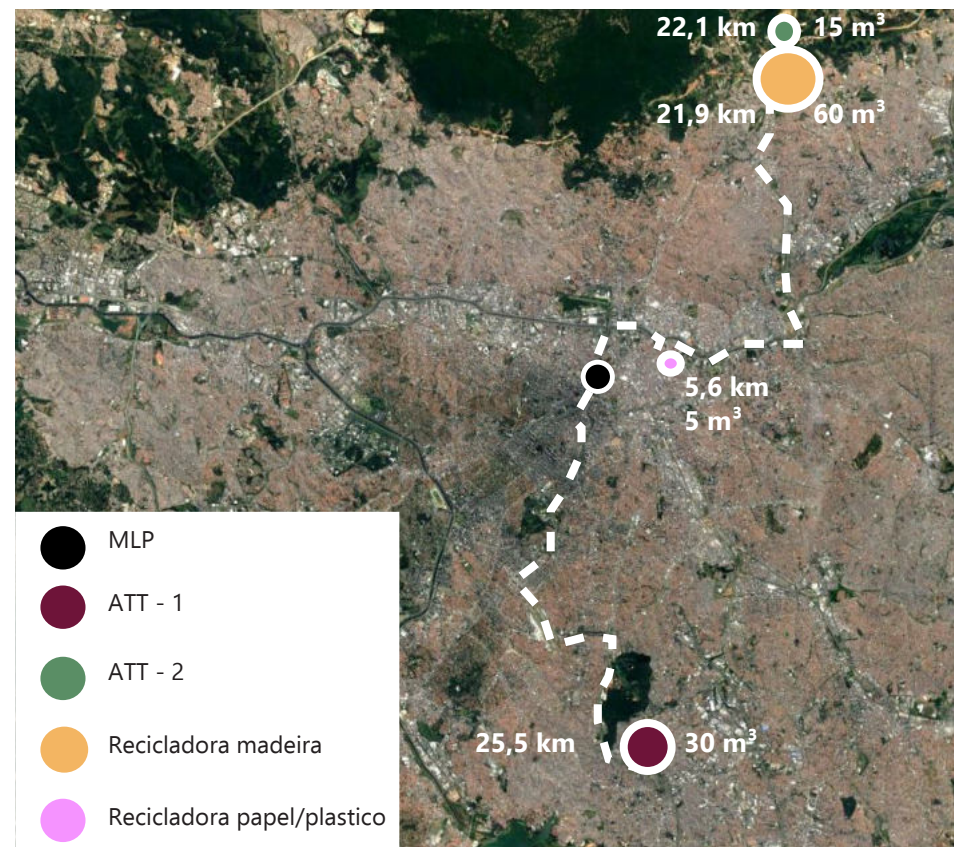 22,1 km 15 m³
21,9 km 60 m³
5,6 km
5 m³
25,5 km 30 m³
MLP
ATT - 1
ATT - 2
Recicladora madeira
Recicladora papel/plastico